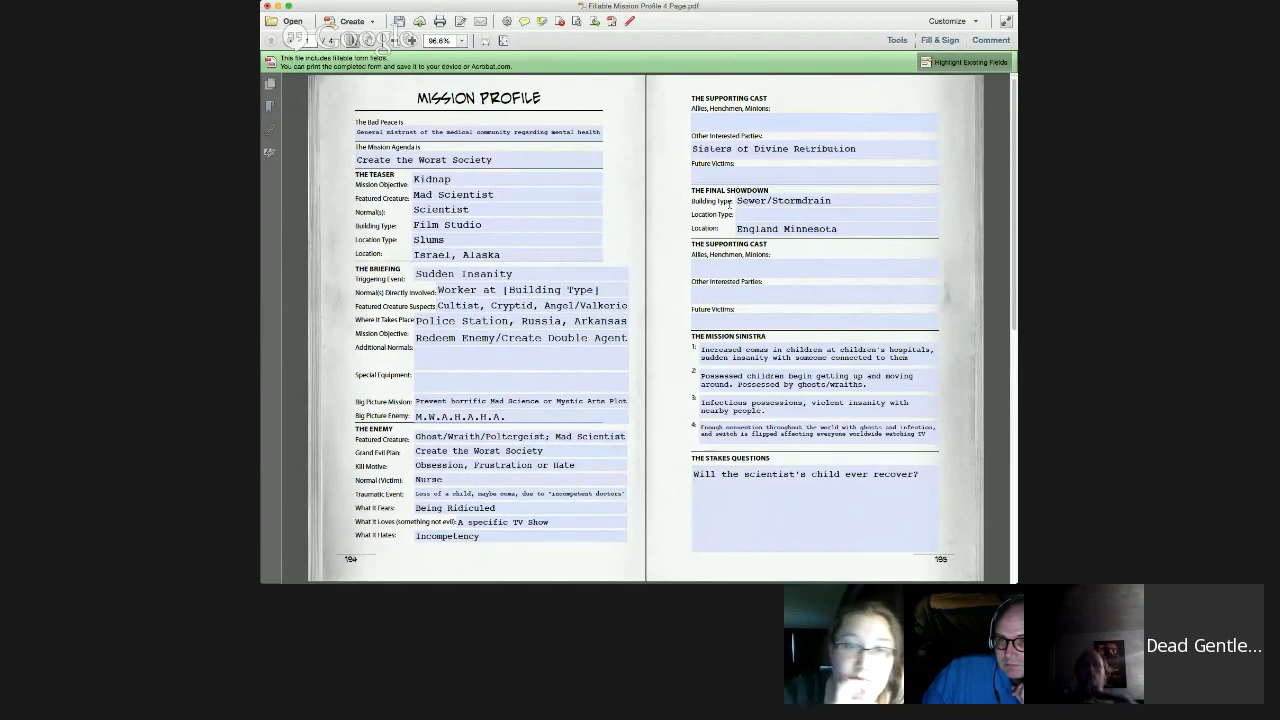 Fillable Mission Profile 4 Page.pdf
Open
Create
Customize
Google
1
/ 4
96.6%
Tools
Fill & Sign
Comment
This file includes fillable form fields.
You can print the completed form and save it to your device or Acrobat.com.
Highlight Existing Fields
MISSION PROFILE
The Bad Peace is
General mistrust of the medical community regarding mental health
The Mission Agenda is
Create the Worst Society
THE TEASER
Mission Objective: Kidnap
Featured Creature: Mad Scientist
Normal(s): Scientist
Building Type: Film Studio
Location Type: Slums
Location: Israel, Alaska
THE BRIEFING
Triggering Event: Sudden Insanity
Normal(s) Directly Involved: Worker at [Building Type]
Featured Creature Suspects Cultist, Cryptid, Angel/Valkerie
Where It Takes Place Police Station, Russia, Arkansas
Mission Objective: Redeem Enemy/Create Double Agent
Additional Normals:
Special Equipment:
Big Picture Mission: Prevent horrific Mad Science or Mystic Arts Plot
Big Picture Enemy: M.W.A.H.A.H.A.
THE ENEMY
Featured Creature: Ghost/Wraith/Poltergeist; Mad Scientist
Grand Evil Plan: Create the Worst Society
Kill Motive: Obsession, Frustration or Hate
Normal (Victim): Nurse
Traumatic Event: Loss of a child, maybe coma, due to "incompetent doctors"
What It Fears: Being Ridiculed
What It Loves (something not evil): A specific TV Show
What It Hates: Incompetency
194
THE SUPPORTING CAST
Allies, Henchmen, Minions:
Other Interested Parties:
Sisters of Divine Retribution
Future Victims:
THE FINAL SHOWDOWN
Building Type: Sewer/Stormdrain
Location Type:
Location: England Minnesota
THE SUPPORTING CAST
Allies, Henchmen, Minions:
Other Interested Parties:
Future Victims:
THE MISSION SINISTRA
1: Increased comas in children at children's hospitals,
sudden insanity with someone connected to them
2: Possessed children begin getting up and moving
around. Possessed by ghosts/wraiths.
3: Infectious possessions, violent insanity with
nearby people.
4: Enough connection throughout the world with ghosts and infection,
and switch is flipped affecting everyone worldwide watching TV
THE STAKES QUESTIONS
Will the scientist's child ever recover?
195
Dead Gentle...